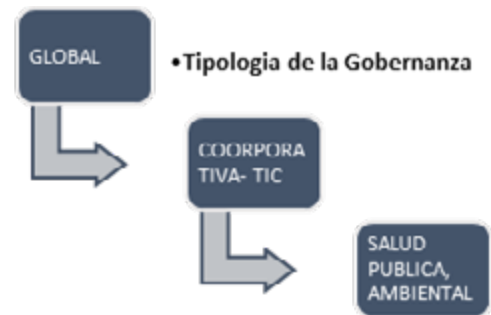 GLOBAL
•Tipologia de la Gobernanza
COORPORA
TIVA- TIC
SALUD
PUBLICA,
AMBIENTAL